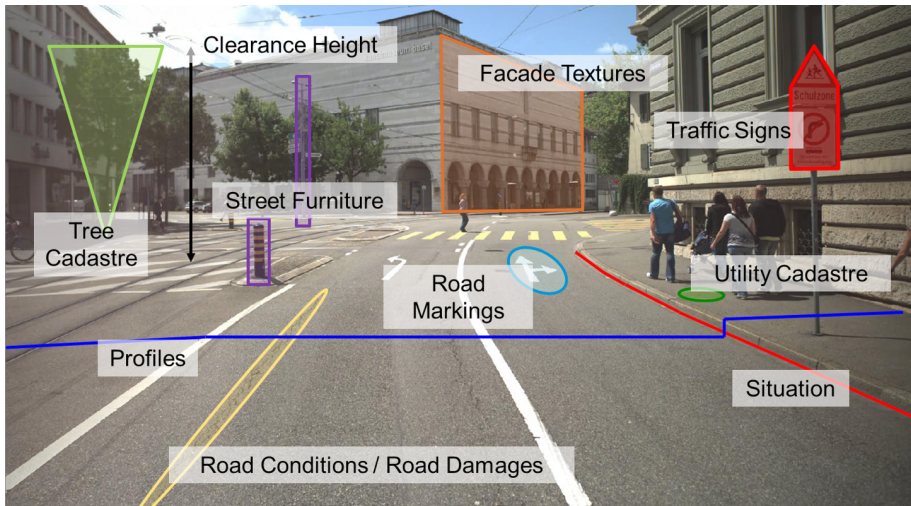 Clearance Height
Facade Textures
Schulzone
Traffic Signs
Street Furniture
Tree
Cadastre
Utility Cadastre
Road
Markings
Profiles
Situation
Road Conditions / Road Damages